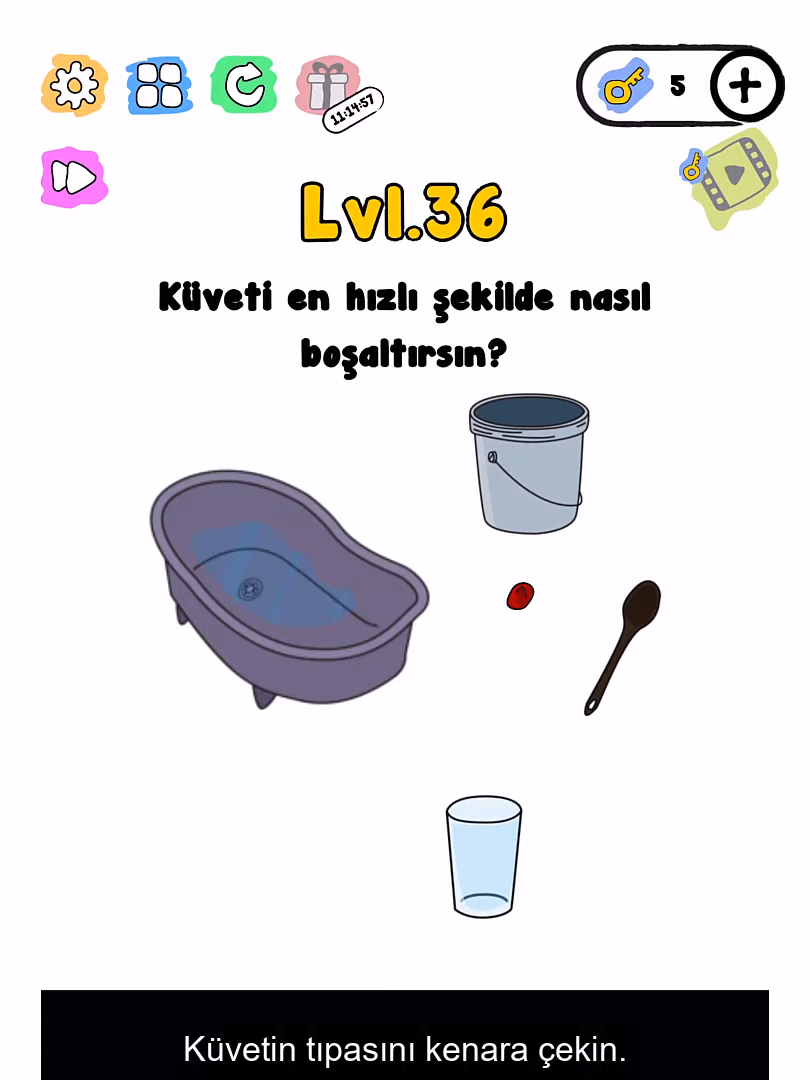 11:14:57
5
Lvl.36
Küveti en hızlı şekilde nasıl
boşaltırsın?
Küvetin tıpasını kenara çekin.